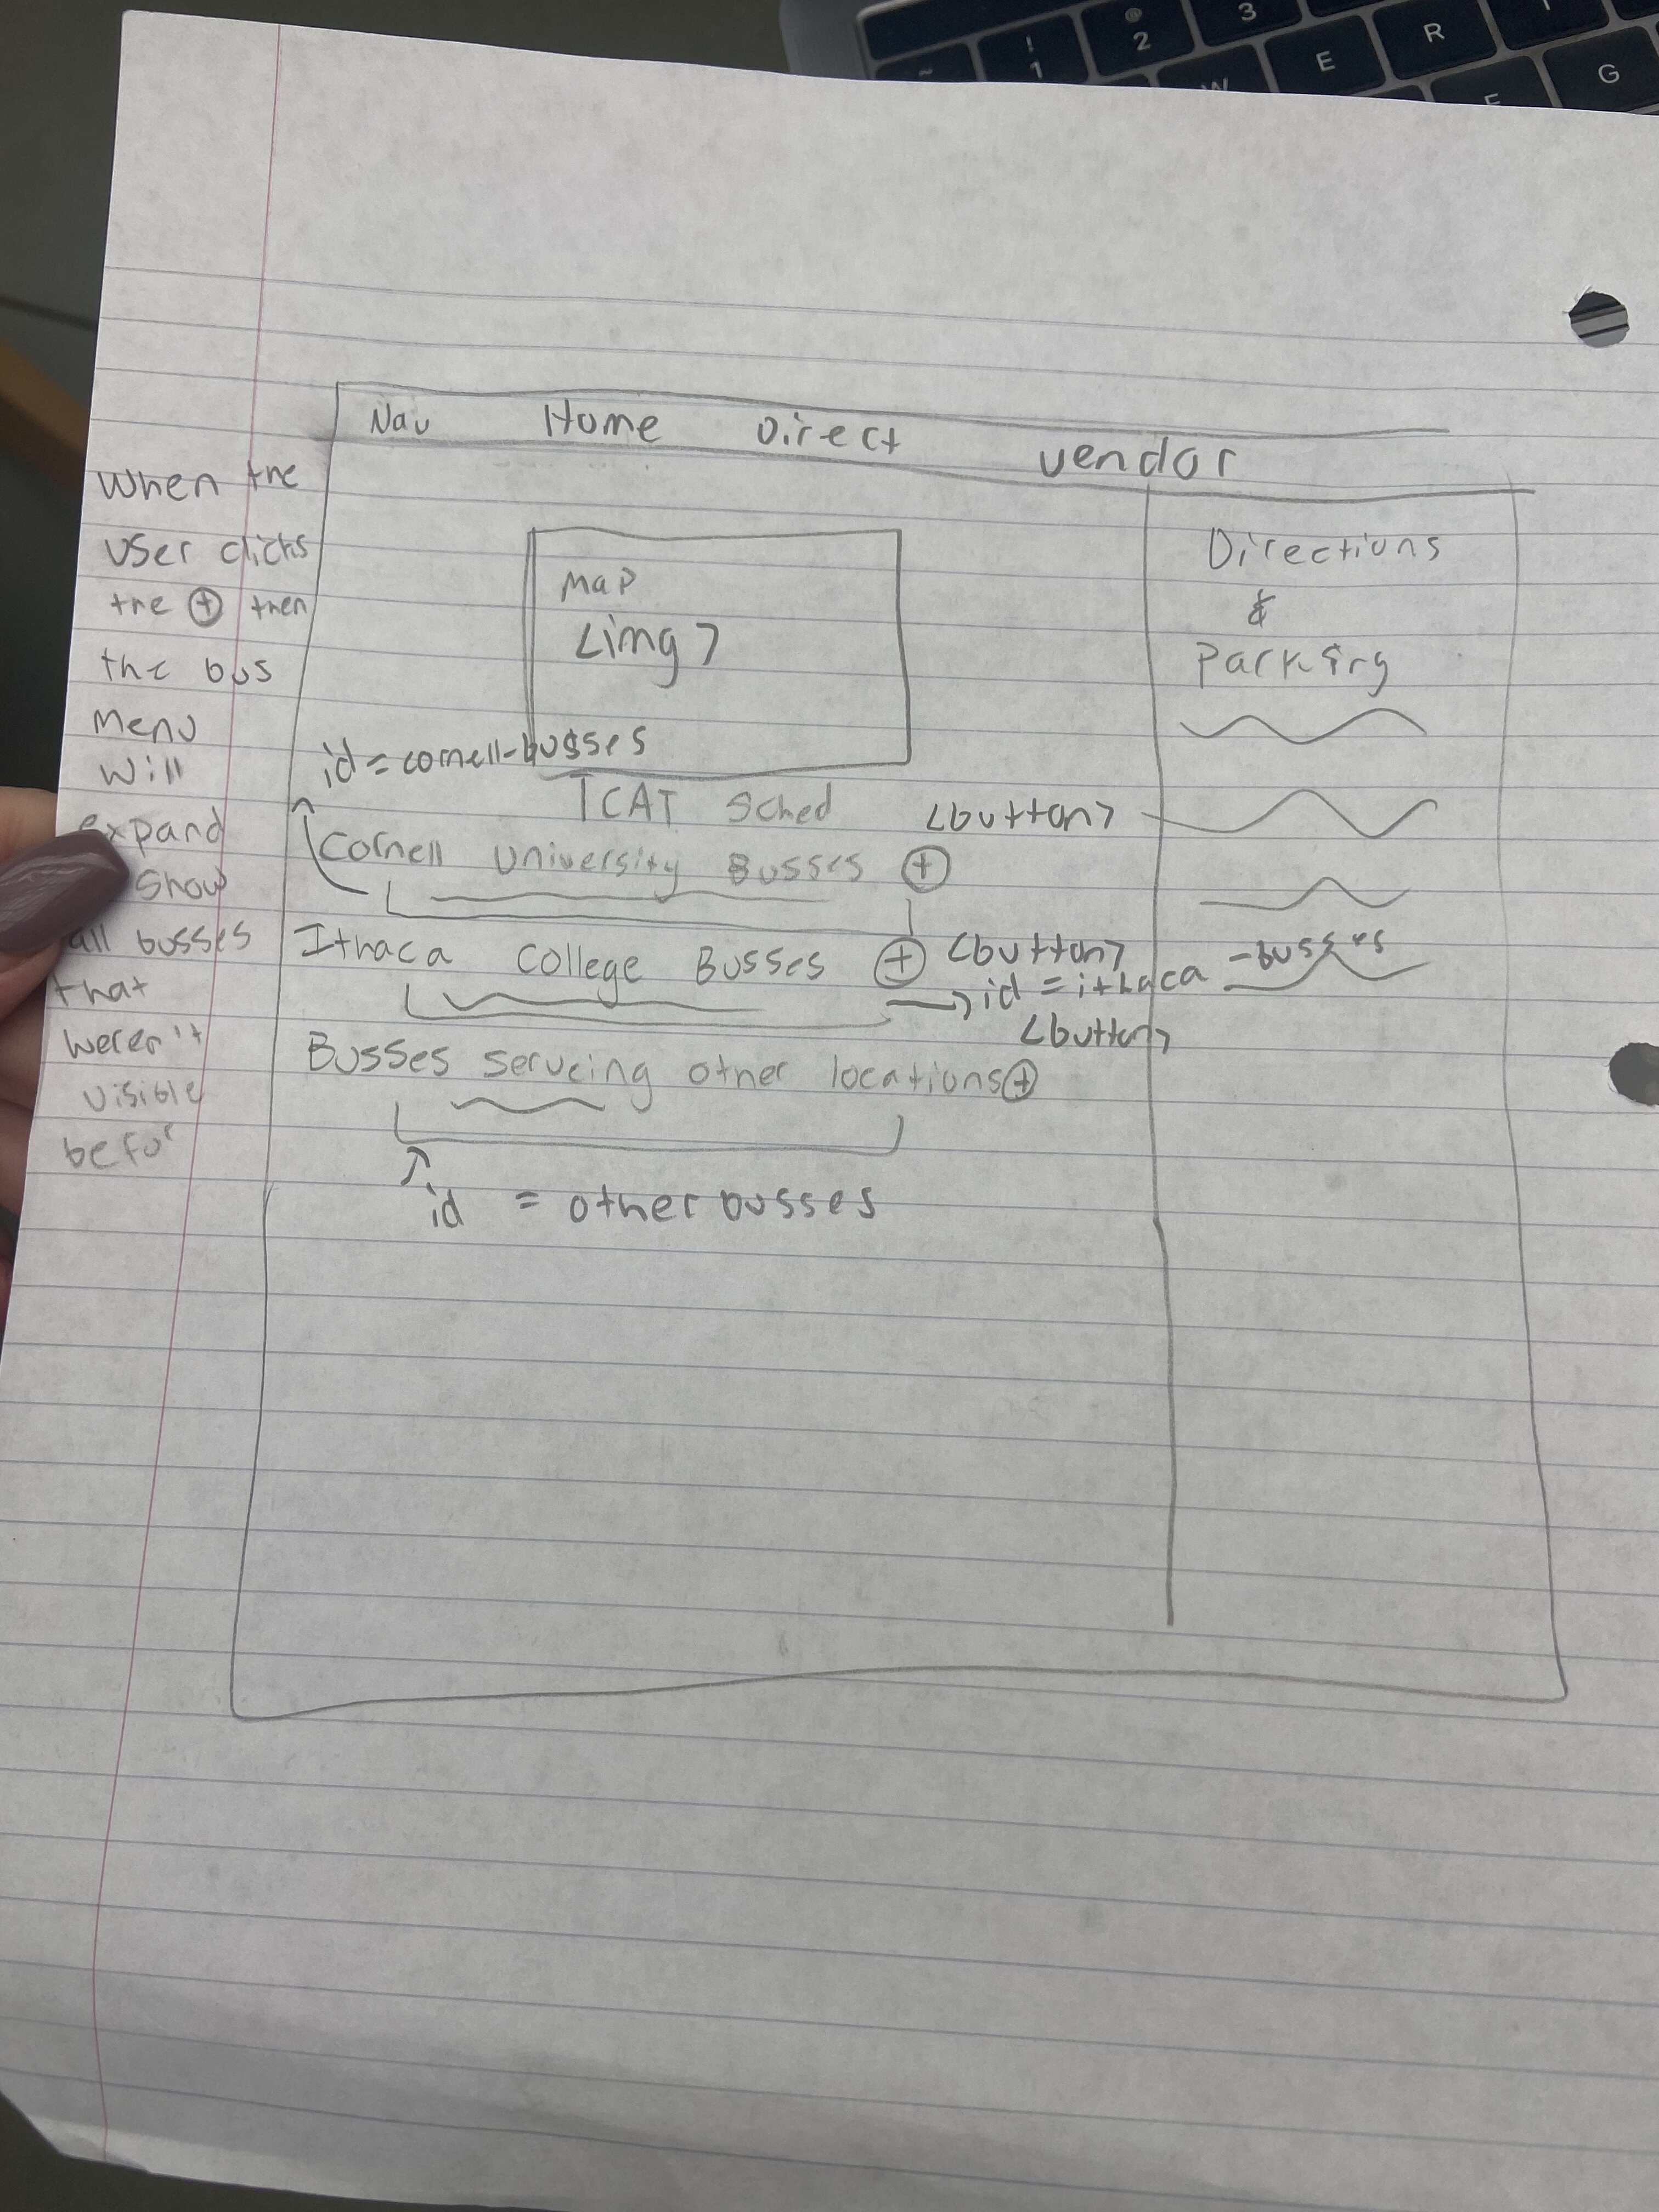 ~
!
1
@
2
3
W
E
R
F
G
Nav Home Direct vendor
When the
user clicks
the + then
the bus
Menu
Will
expand
Show
all busses
that
weren't
visible
befor
Map
<img>
id = cornell-busses
TCAT Sched <button>
Cornell University Busses +
Ithaca College Busses + <button>
id = ithaca -busses
<button>
Busses serveing other locations +
id = other busses
Directions
&
Parking